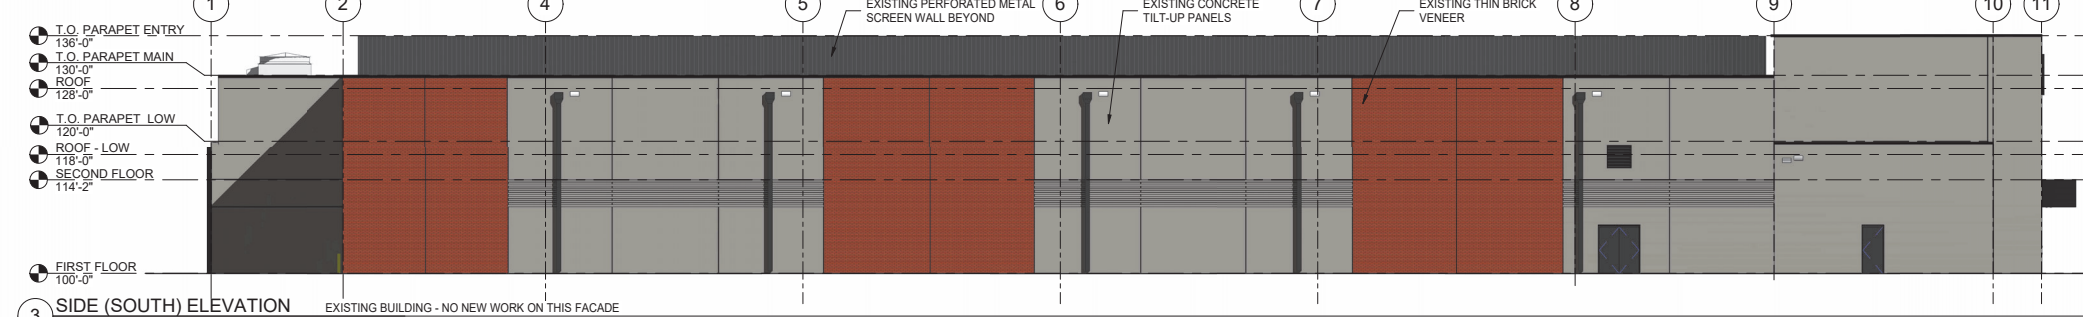 1
2
4
5
EXISTING PERFORATED METAL
SCREEN WALL BEYOND
6
EXISTING CONCRETE
TILT-UP PANELS
7
EXISTING THIN BRICK
VENEER
8
9
10
11
T.O. PARAPET ENTRY
136'-0"
T.O. PARAPET MAIN
130'-0"
ROOF
128'-0"
T.O. PARAPET LOW
120'-0"
ROOF - LOW
118'-0"
SECOND FLOOR
114'-2"
FIRST FLOOR
100'-0"
3
SIDE (SOUTH) ELEVATION
EXISTING BUILDING - NO NEW WORK ON THIS FACADE